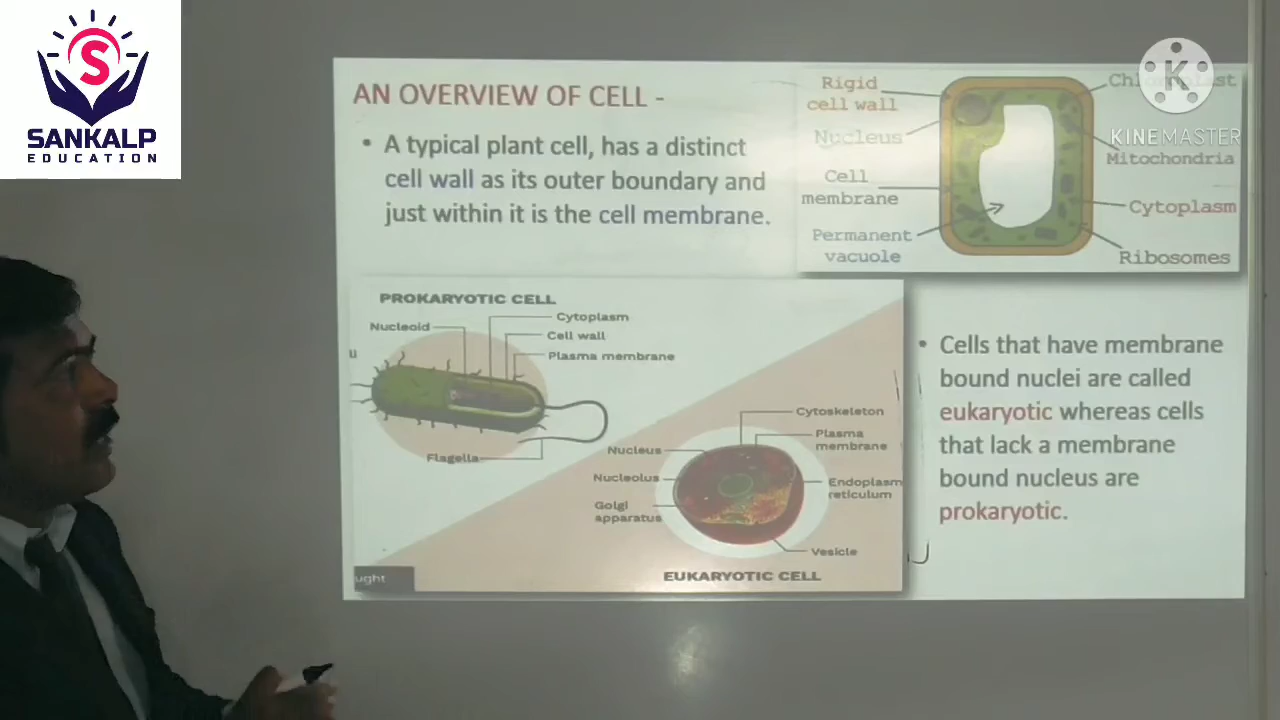 S
SANKALP
EDUCATION
AN OVERVIEW OF CELL -
• A typical plant cell, has a distinct
cell wall as its outer boundary and
just within it is the cell membrane.
Rigid
cell wall
Nucleus
Cell
membrane
Permanent
vacuole
K
KINEMASTER
Mitochondria
Cytoplasm
Ribosomes
PROKARYOTIC CELL
Nucleoid
Cytoplasm
Cell wall
Plasma membrane
Flagella
Cytoskeleton
Plasma
membrane
Nucleus
Nucleolus
Golgi
apparatus
Endoplasm
reticulum
Vesicle
EUKARYOTIC CELL
u
ught
• Cells that have membrane
bound nuclei are called
eukaryotic whereas cells
that lack a membrane
bound nucleus are
prokaryotic.